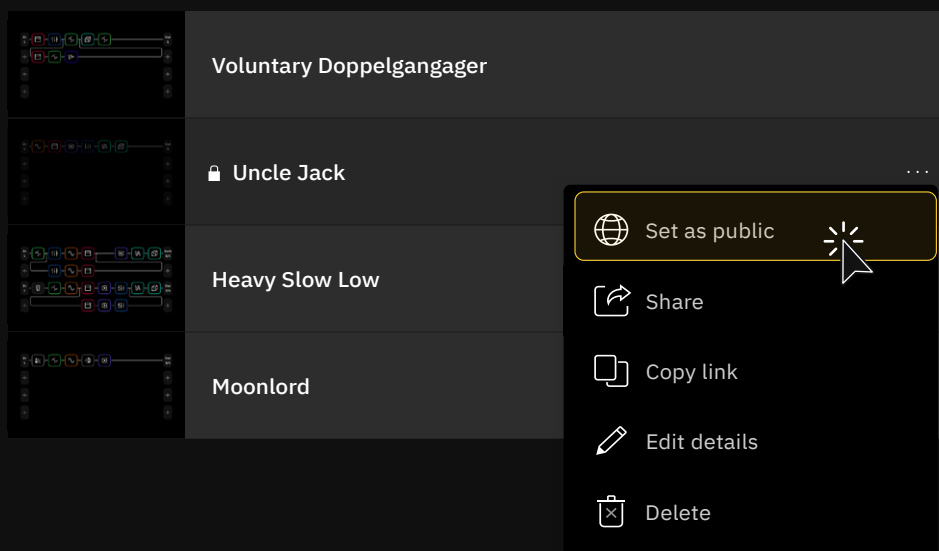 Voluntary Doppelgangager
Uncle Jack
...
Set as public
Heavy Slow Low
Share
Copy link
Moonlord
Edit details
Delete